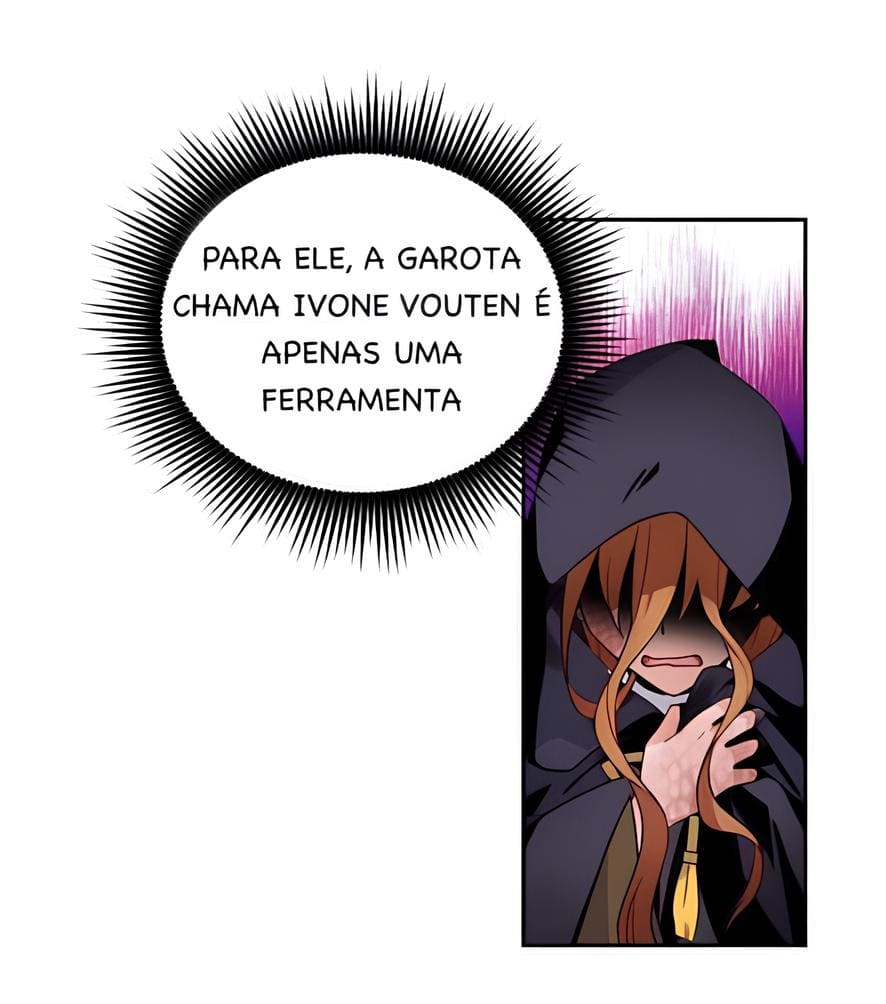 PARA ELE, A GAROTA
CHAMA IVONE VOUTEN É
APENAS UMA
FERRAMENTA